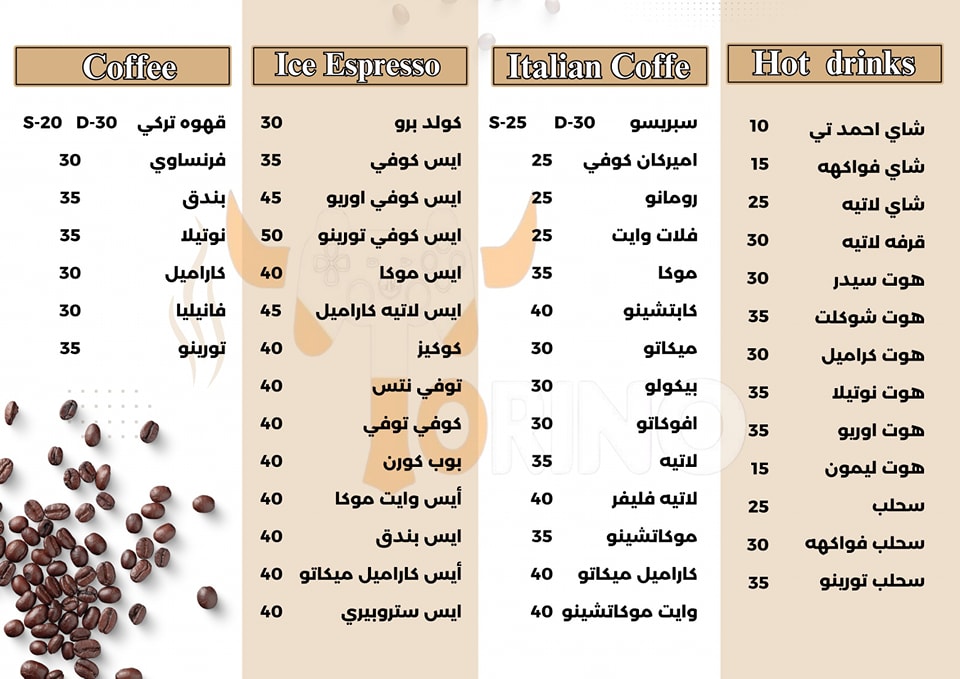 Coffee
قهوه تركي D-30 S-20
فرنساوي 30
بندق 35
نوتيلا 35
كاراميل 30
فانيليا 30
تورينو 35
Ice Espresso
كولد برو 30
ايس كوفي 35
ايس كوفي اوريو 45
ايس كوفي تورينو 50
ايس موكا 40
ايس لاتيه كاراميل 45
كوكيز 40
توفي نتس 40
كوفي توفي 40
بوب كورن 40
أيس وايت موكا 40
ايس بندق 40
أيس كاراميل ميكاتو 40
ايس ستروبيري 40
Italian Coffe
سبريسو D-30 S-25
اميركان كوفي 25
رومانو 25
فلات وايت 25
موكا 35
كابتشينو 40
ميكاتو 30
بيكولو 30
افوكاتو 30
لاتيه 35
لاتيه فليفر 40
موكاتشينو 35
كاراميل ميكاتو 40
وايت موكاتشينو 40
Hot drinks
شاي احمد تي 10
شاي فواكهه 15
شاي لاتيه 25
قرفه لاتيه 30
هوت سيدر 30
هوت شوكلت 35
هوت كراميل 30
هوت نوتيلا 35
هوت اوريو 35
هوت ليمون 15
سحلب 25
سحلب فواكهه 30
سحلب تورينو 35
TORINO